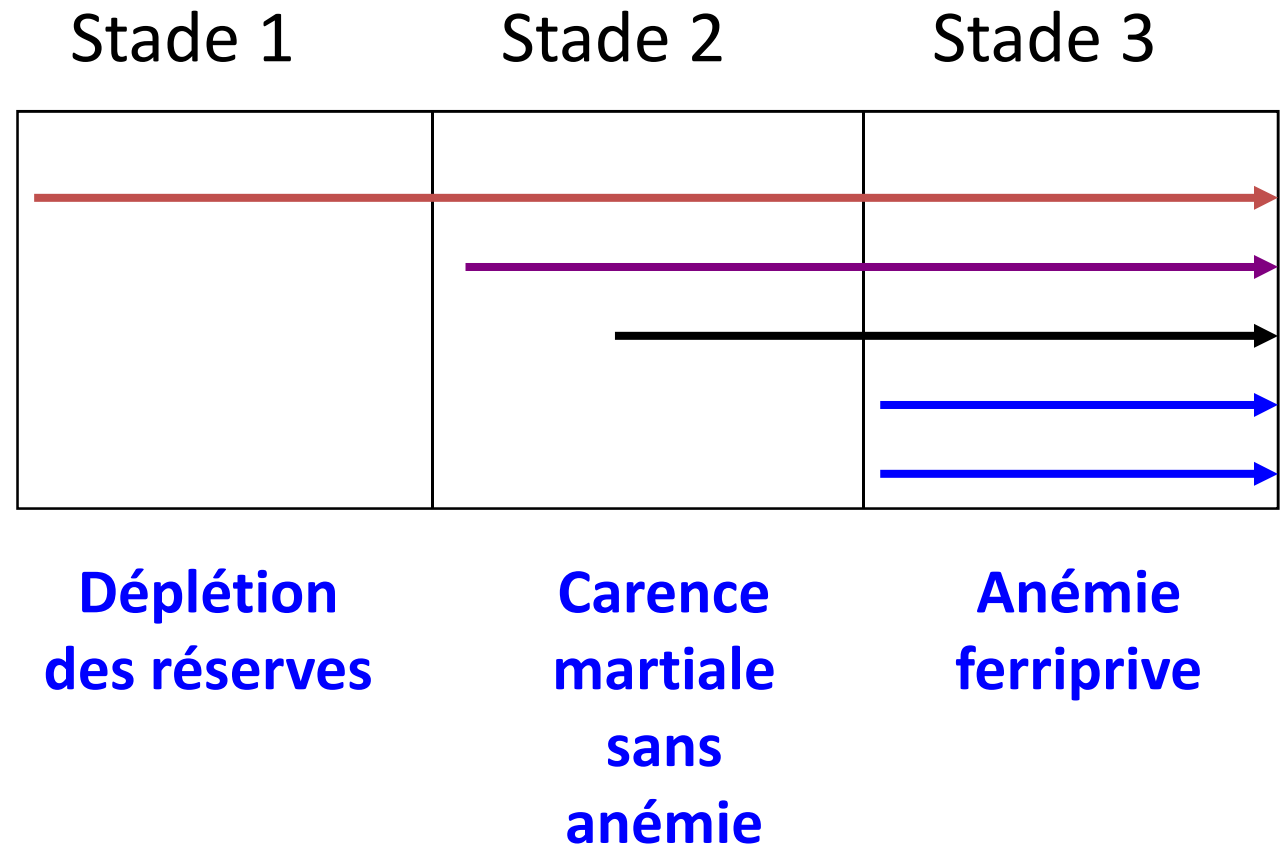 Stade 1 Stade 2 Stade 3
Déplétion
des réserves
Carence
martiale
sans
anémie
Anémie
ferriprive